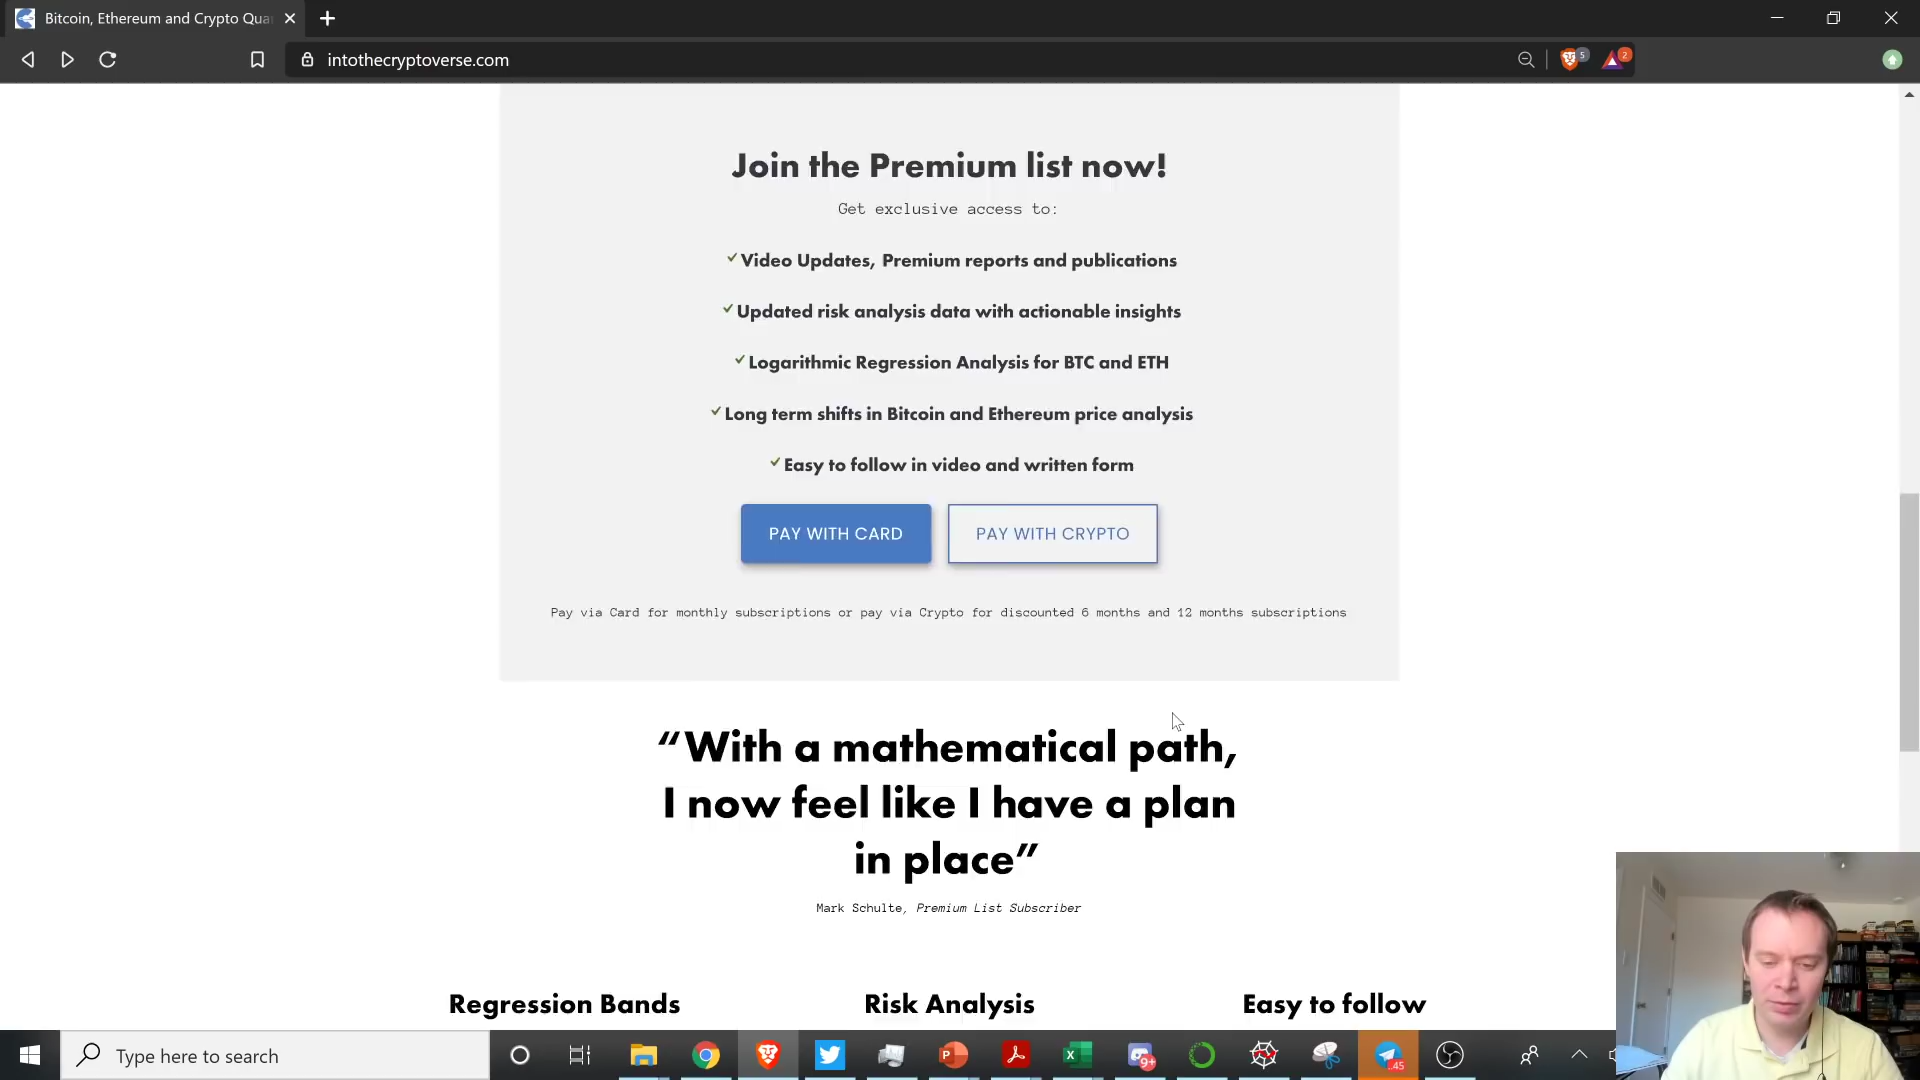 Bitcoin, Ethereum and Crypto Qua
intothecryptoverse.com
5
2
Join the Premium list now!
Get exclusive access to:
Video Updates, Premium reports and publications
Updated risk analysis data with actionable insights
Logarithmic Regression Analysis for BTC and ETH
Long term shifts in Bitcoin and Ethereum price analysis
Easy to follow in video and written form
PAY WITH CARD
PAY WITH CRYPTO
Pay via Card for monthly subscriptions or pay via Crypto for discounted 6 months and 12 months subscriptions
“With a mathematical path,
I now feel like I have a plan
in place”
Mark Schulte, Premium List Subscriber
Regression Bands
Risk Analysis
Easy to follow
Type here to search
9+
45